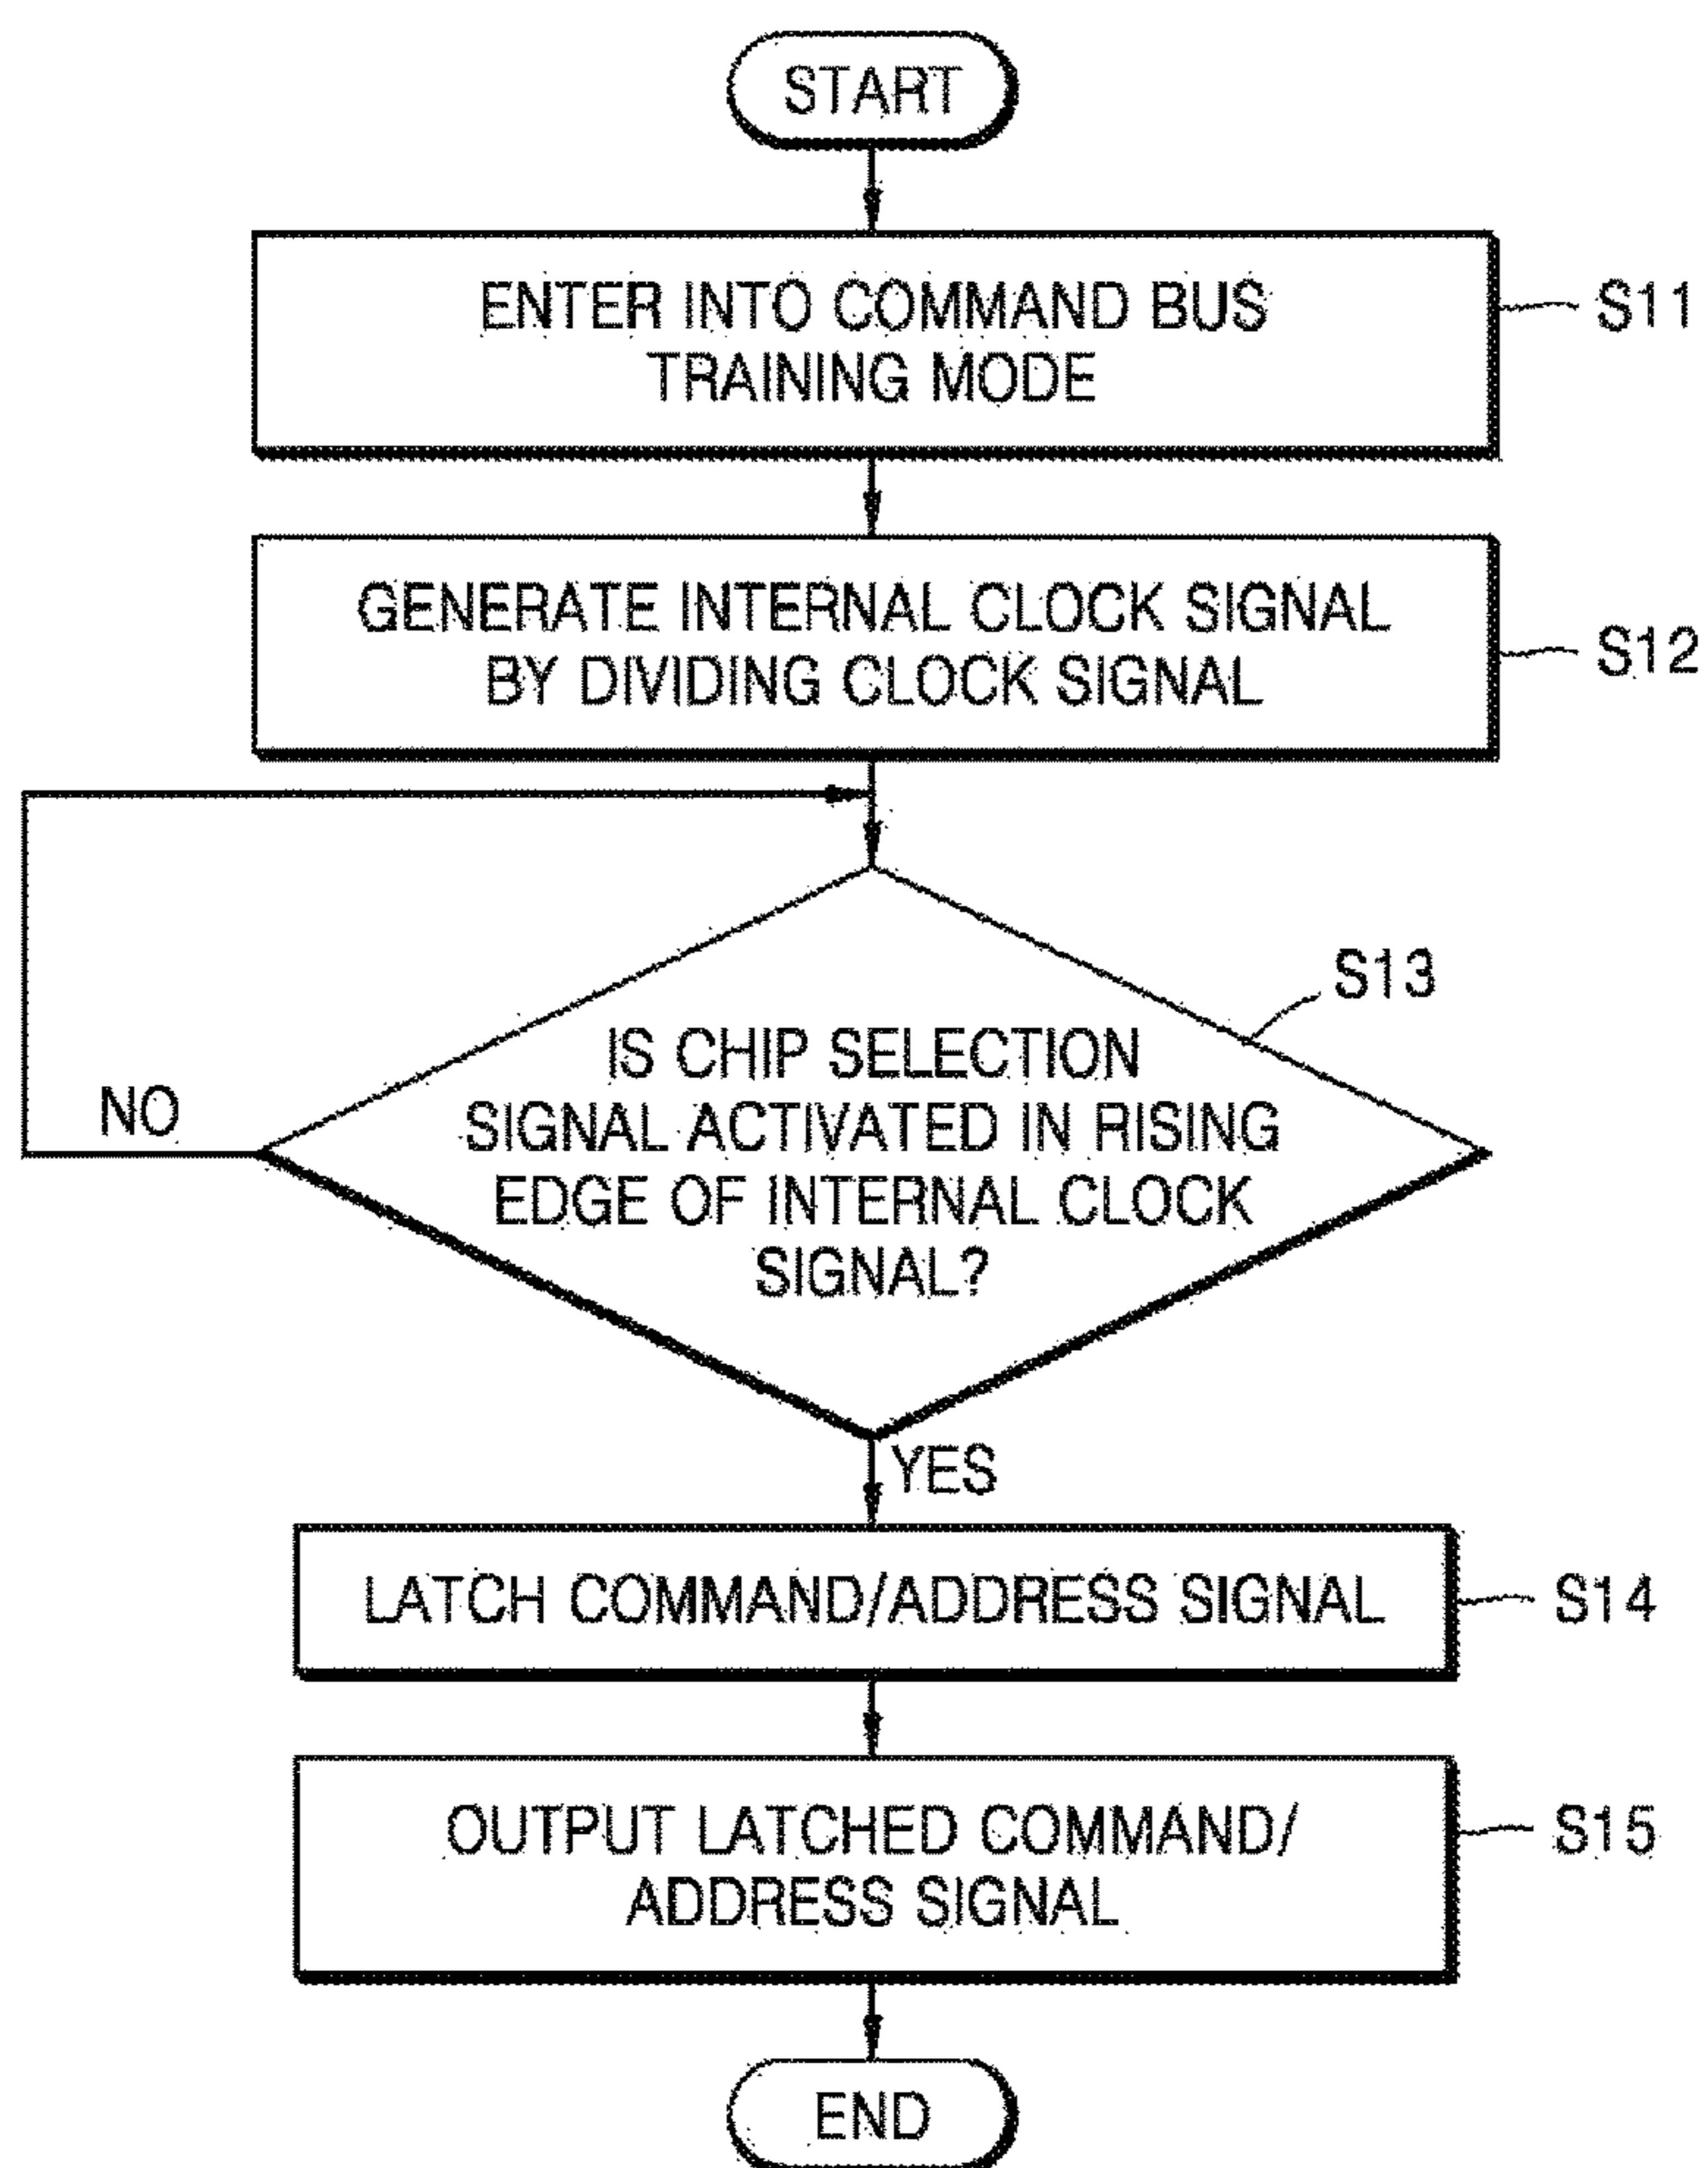 START
ENTER INTO COMMAND BUS
TRAINING MODE
S11
GENERATE INTERNAL CLOCK SIGNAL
BY DIVIDING CLOCK SIGNAL
S12
S13
IS CHIP SELECTION
SIGNAL ACTIVATED IN RISING
EDGE OF INTERNAL CLOCK
SIGNAL?
NO
YES
LATCH COMMAND/ADDRESS SIGNAL
S14
OUTPUT LATCHED COMMAND/
ADDRESS SIGNAL
S15
END